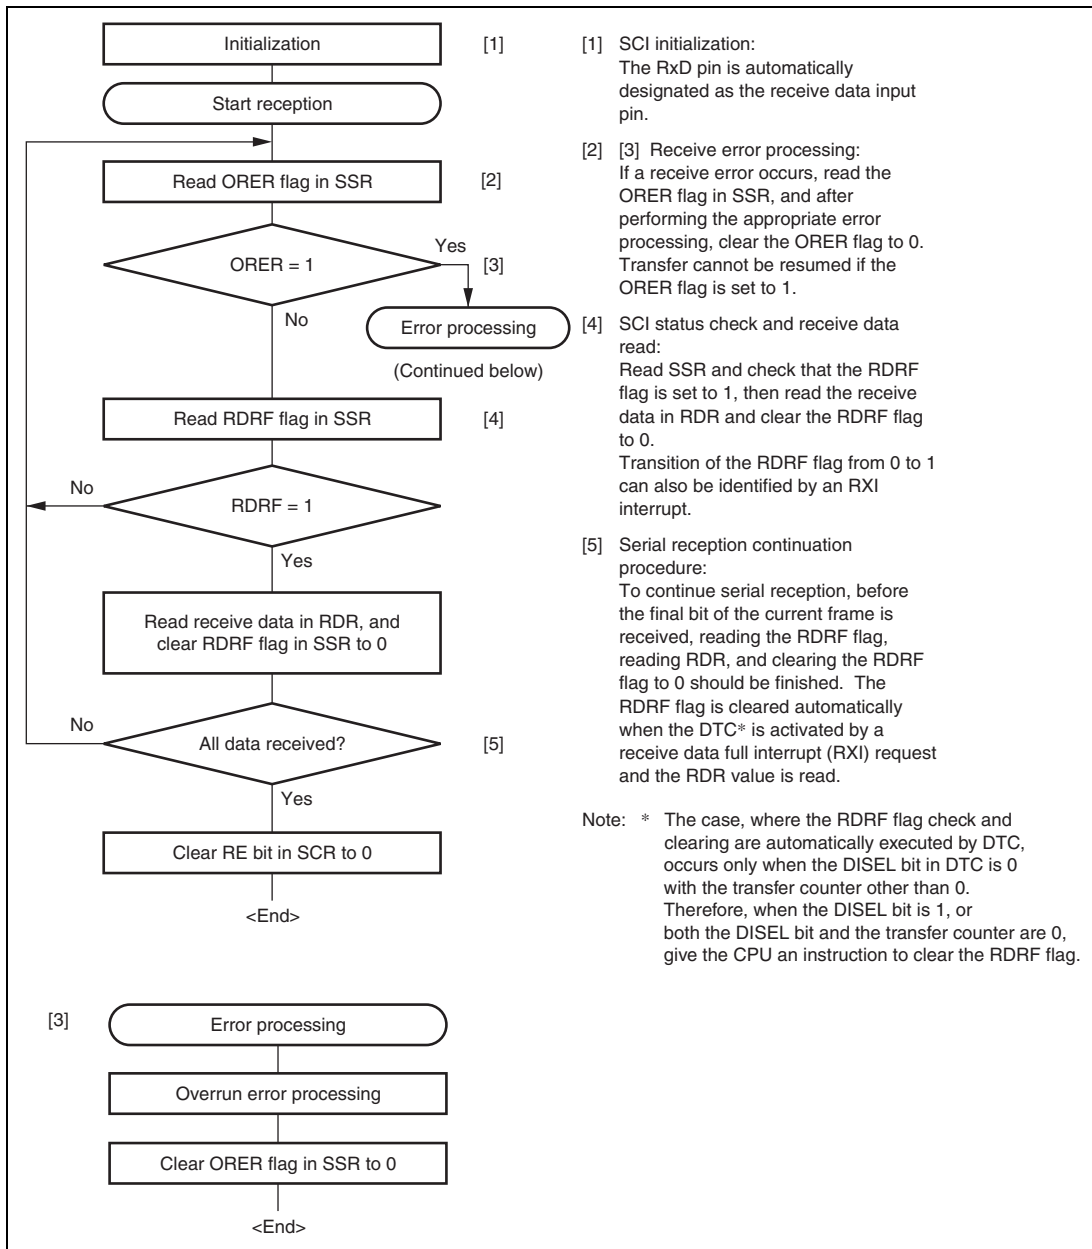 Initialization
[1]
Start reception
Read ORER flag in SSR
[2]
ORER = 1
Yes
[3]
No
Error processing
(Continued below)
Read RDRF flag in SSR
[4]
No
RDRF = 1
Yes
Read receive data in RDR, and
clear RDRF flag in SSR to 0
No
All data received?
[5]
Yes
Clear RE bit in SCR to 0
<End>
[3]
Error processing
Overrun error processing
Clear ORER flag in SSR to 0
<End>
[1] SCI initialization:
The RxD pin is automatically
designated as the receive data input
pin.
[2] [3] Receive error processing:
If a receive error occurs, read the
ORER flag in SSR, and after
performing the appropriate error
processing, clear the ORER flag to 0.
Transfer cannot be resumed if the
ORER flag is set to 1.
[4] SCI status check and receive data
read:
Read SSR and check that the RDRF
flag is set to 1, then read the receive
data in RDR and clear the RDRF flag
to 0.
Transition of the RDRF flag from 0 to 1
can also be identified by an RXI
interrupt.
[5] Serial reception continuation
procedure:
To continue serial reception, before
the final bit of the current frame is
received, reading the RDRF flag,
reading RDR, and clearing the RDRF
flag to 0 should be finished. The
RDRF flag is cleared automatically
when the DTC* is activated by a
receive data full interrupt (RXI) request
and the RDR value is read.
Note: * The case, where the RDRF flag check and
clearing are automatically executed by DTC,
occurs only when the DISEL bit in DTC is 0
with the transfer counter other than 0.
Therefore, when the DISEL bit is 1, or
both the DISEL bit and the transfer counter are 0,
give the CPU an instruction to clear the RDRF flag.